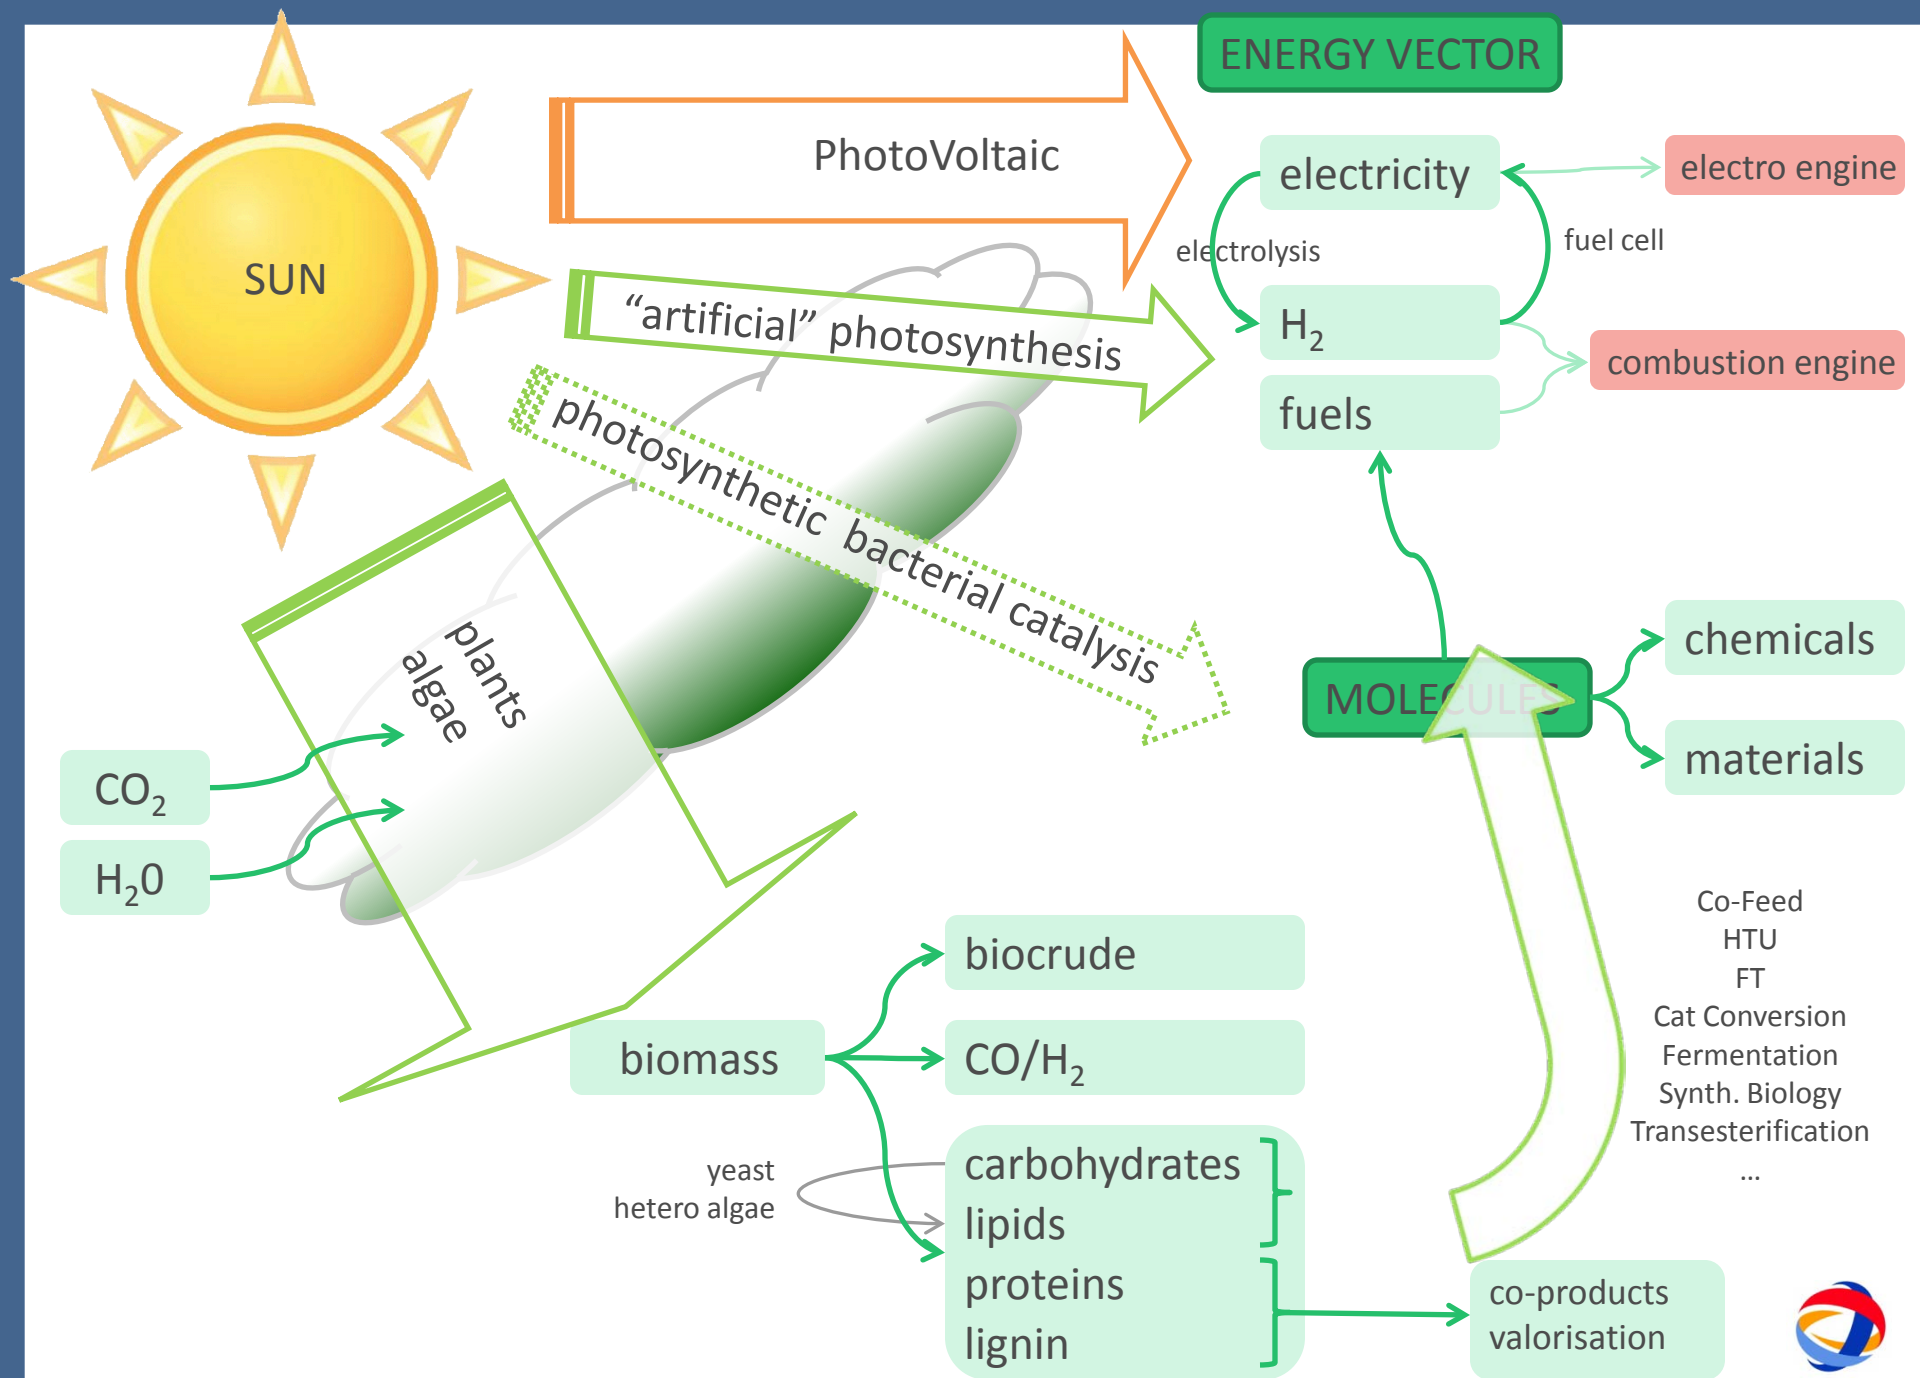 ENERGY VECTOR
SUN
PhotoVoltaic
electricity
electro engine
electrolysis
fuel cell
"artificial" photosynthesis
H₂
combustion engine
fuels
photosynthetic bacterial catalysis
plants
algae
MOLECULES
chemicals
materials
CO₂
H₂0
biocrude
biomass
CO/H₂
Co-Feed
HTU
FT
Cat Conversion
Fermentation
Synth. Biology
Transesterification
...
yeast
hetero algae
carbohydrates
lipids
proteins
lignin
co-products
valorisation